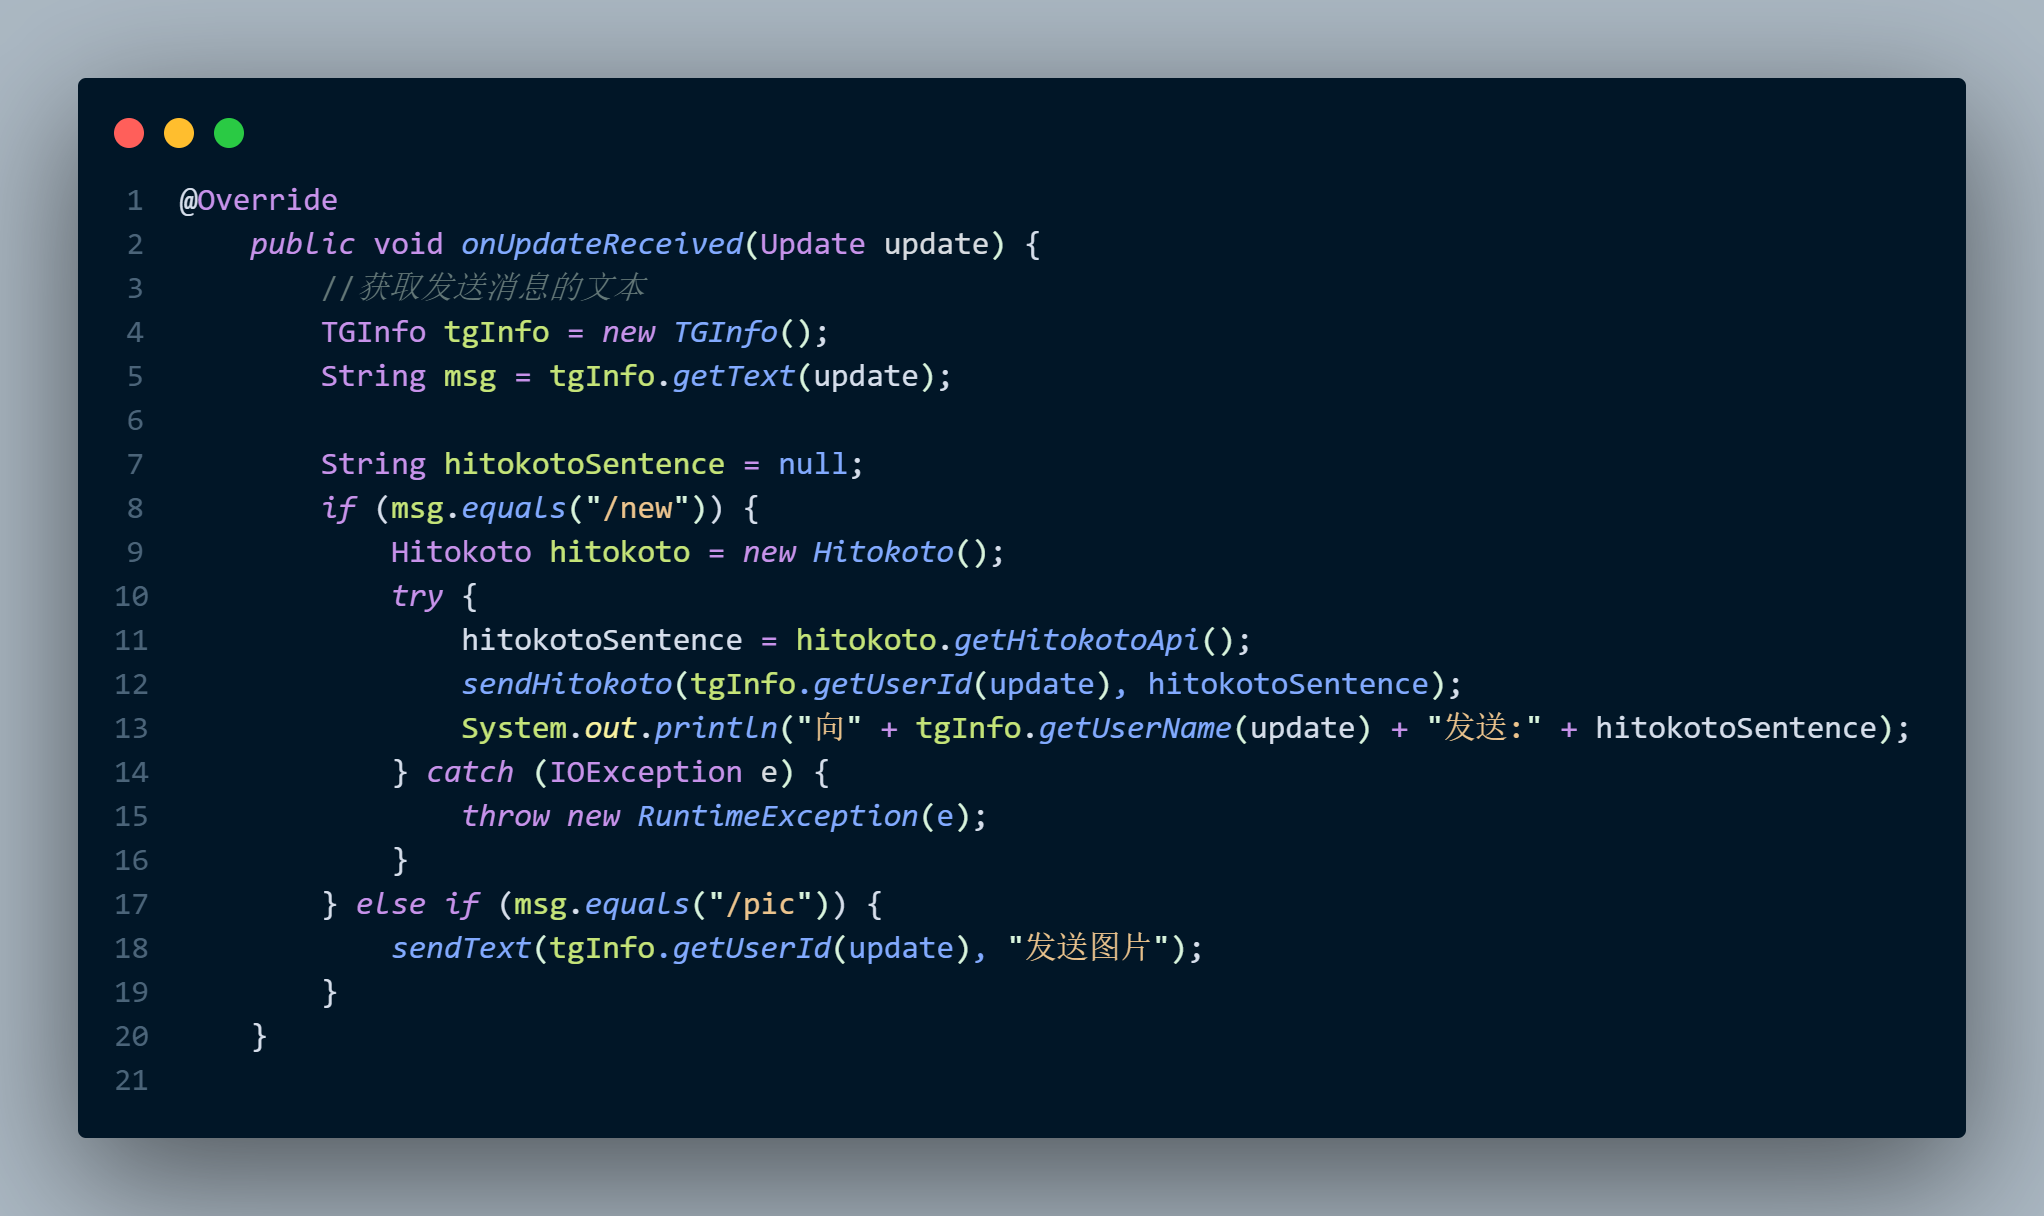 1 @Override
2     public void onUpdateReceived(Update update) {
3         //获取发送消息的文本
4         TGInfo tgInfo = new TGInfo();
5         String msg = tgInfo.getText(update);
6
7         String hitokotoSentence = null;
8         if (msg.equals("/new")) {
9             Hitokoto hitokoto = new Hitokoto();
10             try {
11                 hitokotoSentence = hitokoto.getHitokotoApi();
12                 sendHitokoto(tgInfo.getUserId(update), hitokotoSentence);
13                 System.out.println("向" + tgInfo.getUserName(update) + "发送:" + hitokotoSentence);
14             } catch (IOException e) {
15                 throw new RuntimeException(e);
16             }
17         } else if (msg.equals("/pic")) {
18             sendText(tgInfo.getUserId(update), "发送图片");
19         }
20     }
21